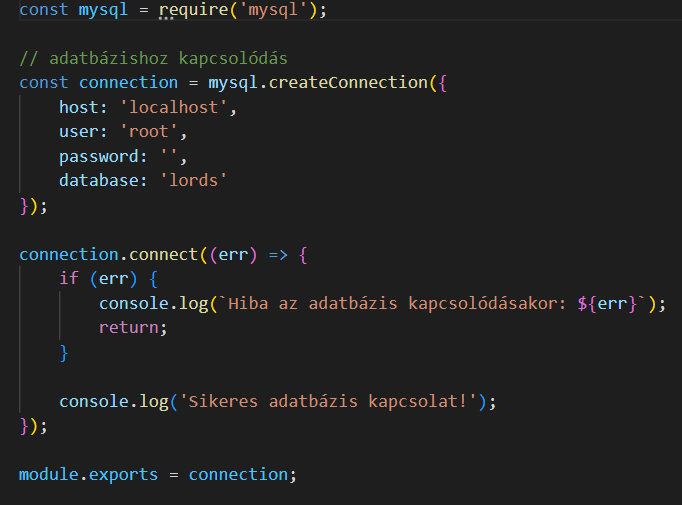 const mysql = require('mysql');
// adatbázishoz kapcsolódás
const connection = mysql.createConnection({
    host: 'localhost',
    user: 'root',
    password: '',
    database: 'lords'
});
connection.connect((err) => {
    if (err) {
        console.log(`Hiba az adatbázis kapcsolódásakor: ${err}`);
        return;
    }
    console.log('Sikeres adatbázis kapcsolat!');
});
module.exports = connection;